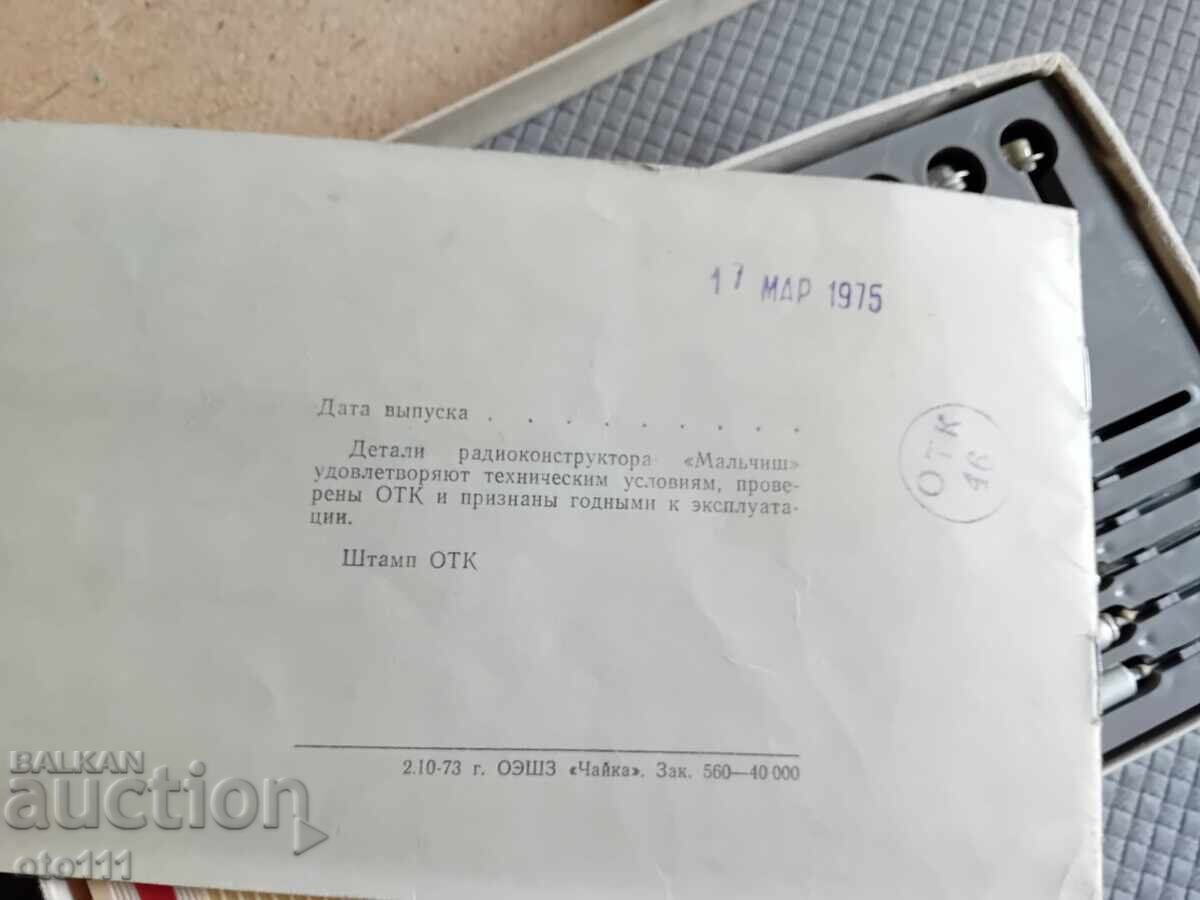 17 МАР 1975
Дата выпуска . . . . . . . . .
Детали радиоконструктора «Мальчиш»
удовлетворяют техническим условиям, прове-
рены ОТК и признаны годными к эксплуата-
ции.
Штамп ОТК
ОТК
46
2.10-73 г. ОЭШЗ «Чайка». Зак. 560—40 000
BALKAN
auction
oto111